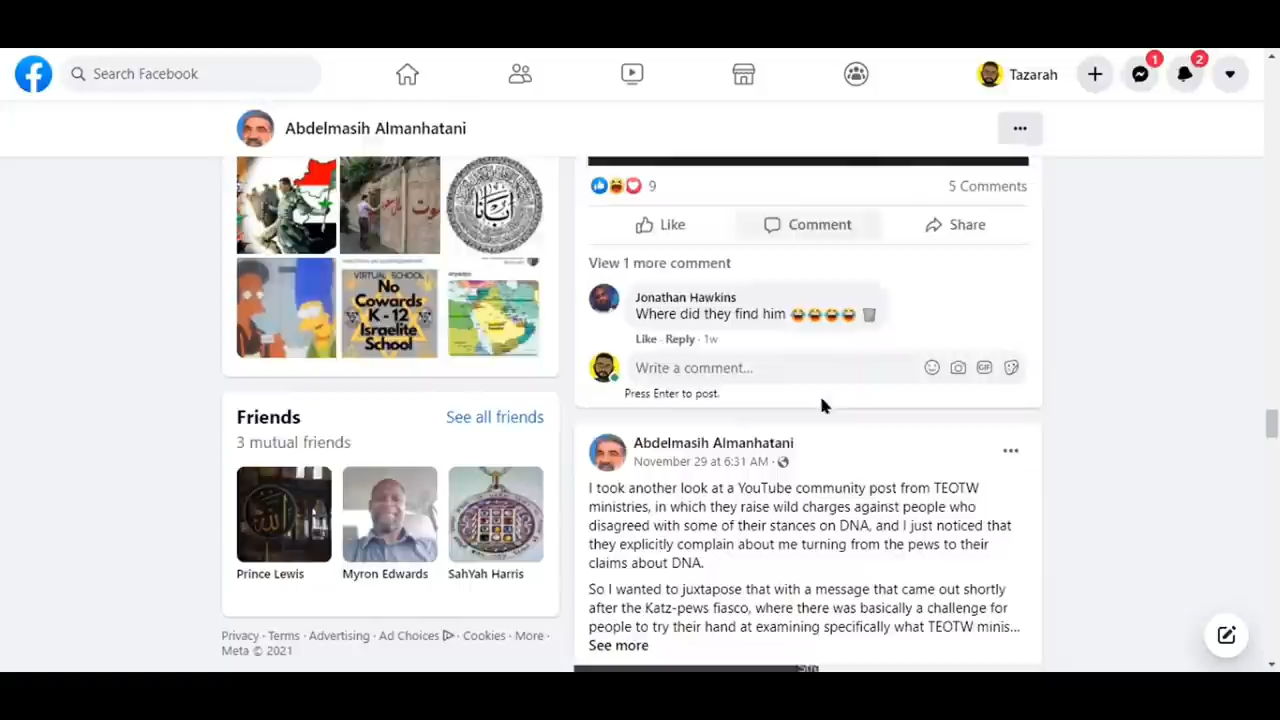 Search Facebook
Tazarah
1
2
Abdelmasih Almanhatani
VIRTUAL SCHOOL
No
Cowards
K - 12
Israelite
School
Friends
See all friends
3 mutual friends
Prince Lewis
Myron Edwards
SahYah Harris
Privacy · Terms · Advertising · Ad Choices · Cookies · More ·
Meta © 2021
9
5 Comments
Like
Comment
Share
View 1 more comment
Jonathan Hawkins
Where did they find him 😂😂😂😂 🗑️
Like · Reply · 1w
Write a comment...
GIF
Press Enter to post.
Abdelmasih Almanhatani
November 29 at 6:31 AM ·
I took another look at a YouTube community post from TEOTW
ministries, in which they raise wild charges against people who
disagreed with some of their stances on DNA, and I just noticed that
they explicitly complain about me turning from the pews to their
claims about DNA.
So I wanted to juxtapose that with a message that came out shortly
after the Katz-pews fiasco, where there was basically a challenge for
people to try their hand at examining specifically what TEOTW minis...
See more